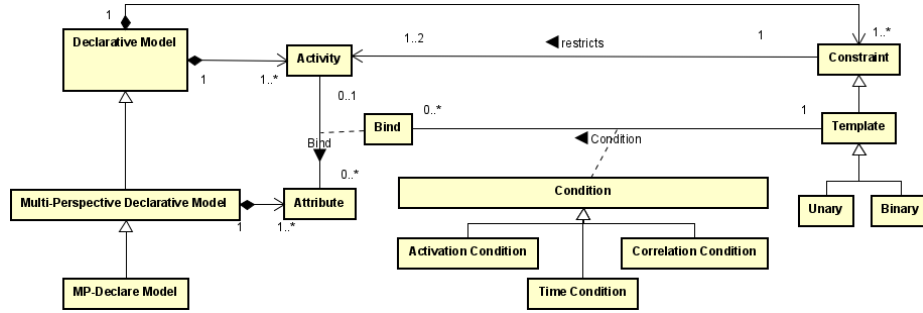 1
Declarative Model
1
1..*
Activity
1..2
◀ restricts
1
1..*
Constraint
0..1
Bind
0..*
Bind
0..*
1
◀ Condition
Template
Multi-Perspective Declarative Model
1
1..*
Attribute
Condition
Unary
Binary
Activation Condition
Correlation Condition
MP-Declare Model
Time Condition